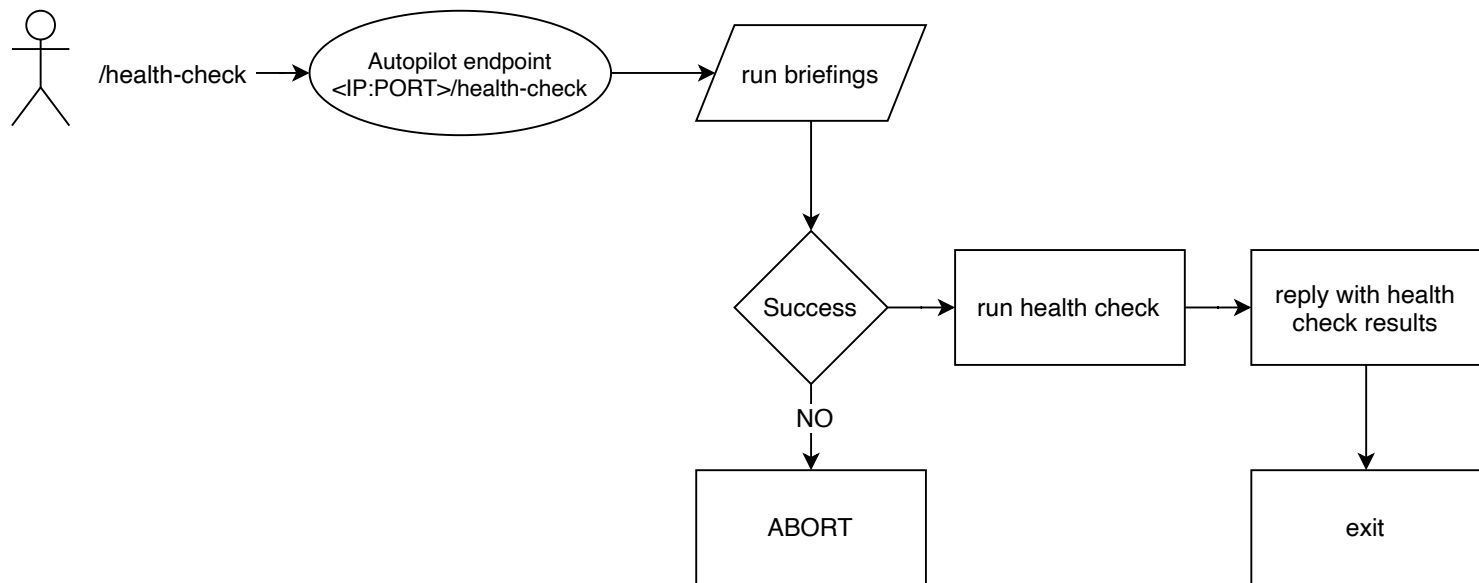 /health-check
Autopilot endpoint
<IP:PORT>/health-check
run briefings
Success
run health check
reply with health
check results
NO
ABORT
exit